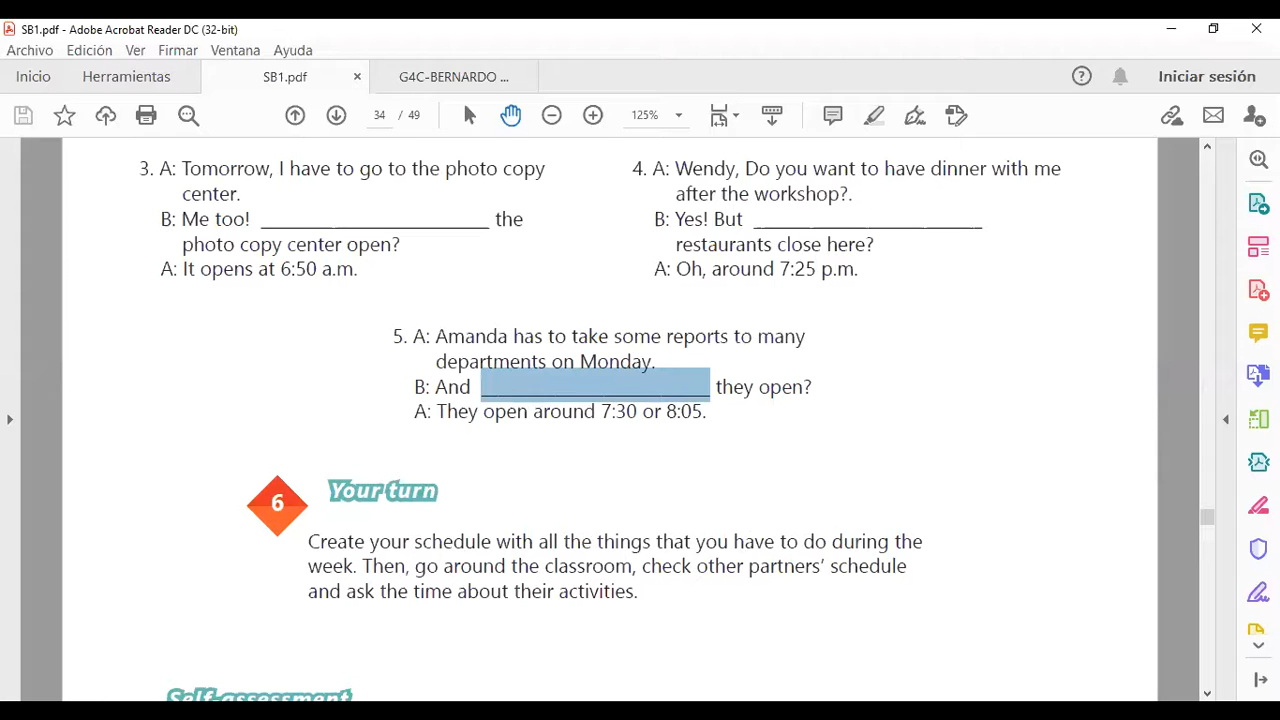 SB1.pdf - Adobe Acrobat Reader DC (32-bit)
Archivo Edición Ver Firmar Ventana Ayuda
Inicio Herramientas SB1.pdf × G4C-BERNARDO ... Iniciar sesión
34 / 49 125%
3. A: Tomorrow, I have to go to the photo copy
center.
B: Me too! ______________________ the
photo copy center open?
A: It opens at 6:50 a.m.
4. A: Wendy, Do you want to have dinner with me
after the workshop?.
B: Yes! But ______________________
restaurants close here?
A: Oh, around 7:25 p.m.
5. A: Amanda has to take some reports to many
departments on Monday.
B: And ______________________ they open?
A: They open around 7:30 or 8:05.
6 Your turn
Create your schedule with all the things that you have to do during the
week. Then, go around the classroom, check other partners’ schedule
and ask the time about their activities.
Self-assessment